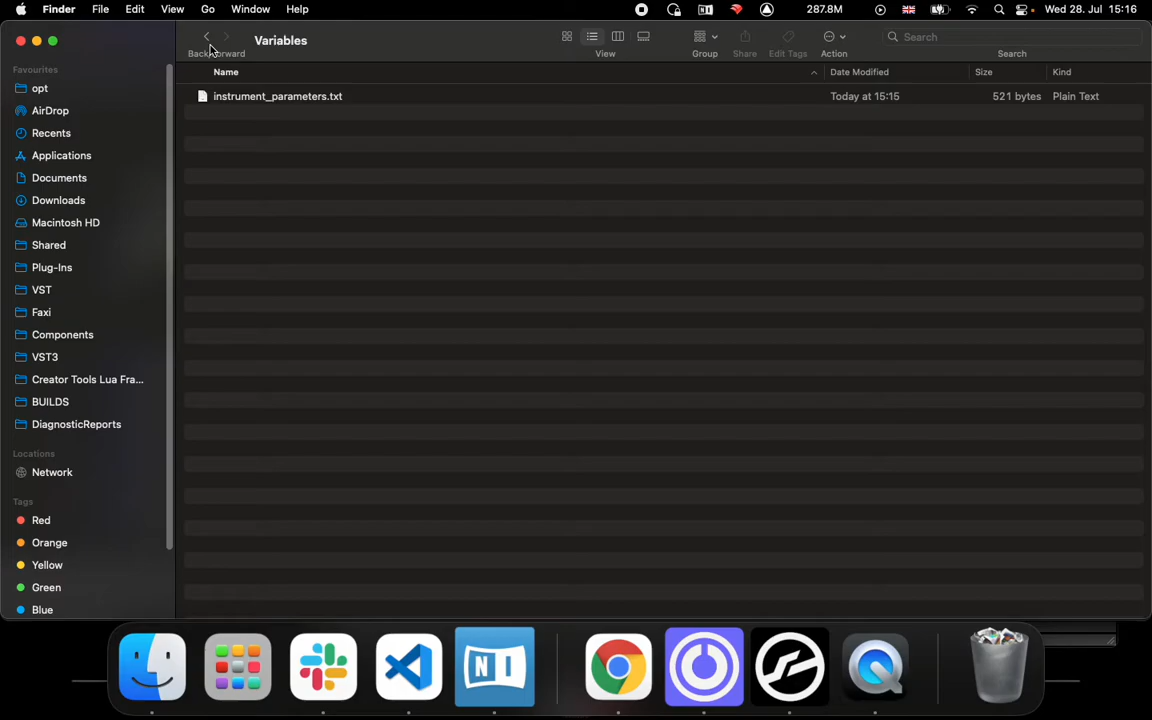 Finder File Edit View Go Window Help 287.8M Wed 28. Jul 15:16
Variables
Search
Back/Forward View Group Share Edit Tags Action Search
Favourites
Name Date Modified Size Kind
opt
instrument_parameters.txt Today at 15:15 521 bytes Plain Text
AirDrop
Recents
Applications
Documents
Downloads
Macintosh HD
Shared
Plug-Ins
VST
Faxi
Components
VST3
Creator Tools Lua Fra...
BUILDS
DiagnosticReports
Locations
Network
Tags
Red
Orange
Yellow
Green
Blue
NI